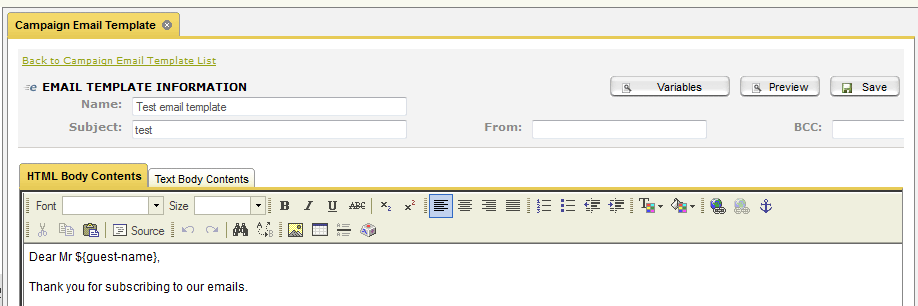 Campaign Email Template
Back to Campaign Email Template List
EMAIL TEMPLATE INFORMATION
Variables
Preview
Save
Name:
Test email template
Subject:
test
From:
BCC:
HTML Body Contents
Text Body Contents
Font
Size
B I U ABC x₂ x²
Source
Dear Mr ${guest-name},
Thank you for subscribing to our emails.